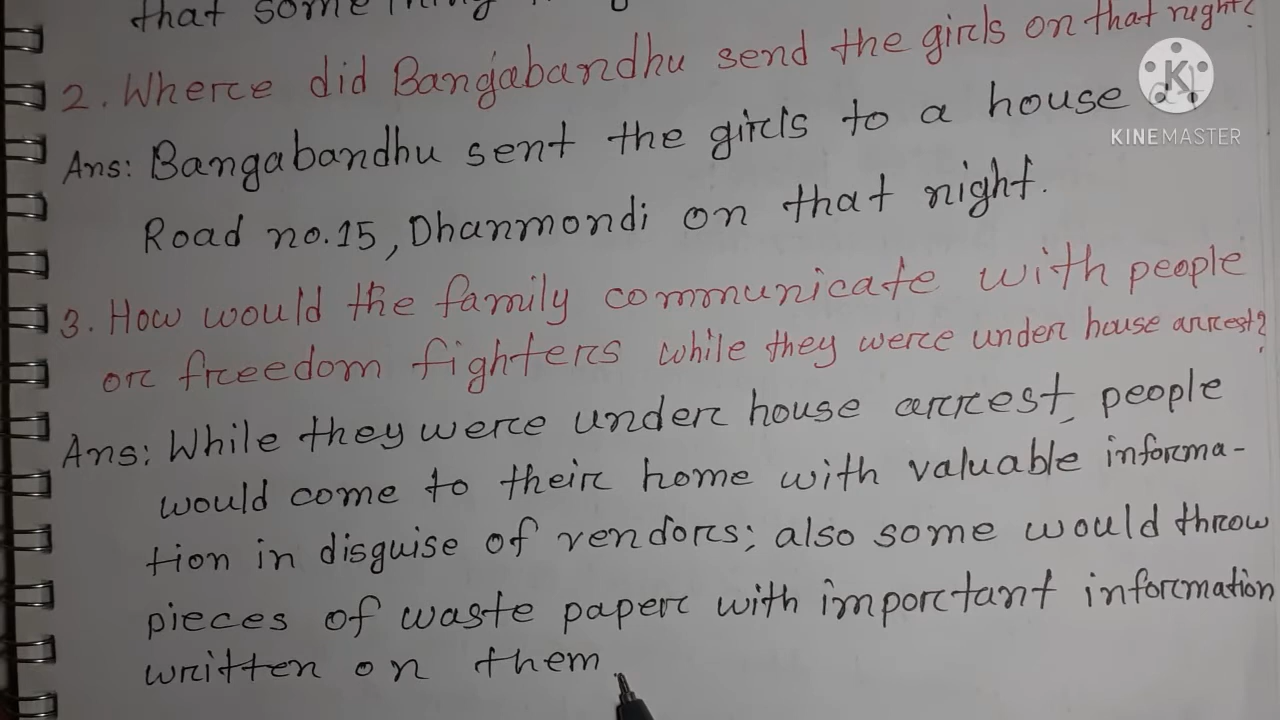 that something
2. Where did Bangabandhu send the girls on that night?
Ans: Bangabandhu sent the girls to a house at
Road no.15, Dhanmondi on that night.
3. How would the family communicate with people
or freedom fighters while they were under house arrest?
Ans: While they were under house arrest, people
would come to their home with valuable informa-
tion in disguise of vendors; also some would throw
pieces of waste paper with important information
written on them
K
KINEMASTER